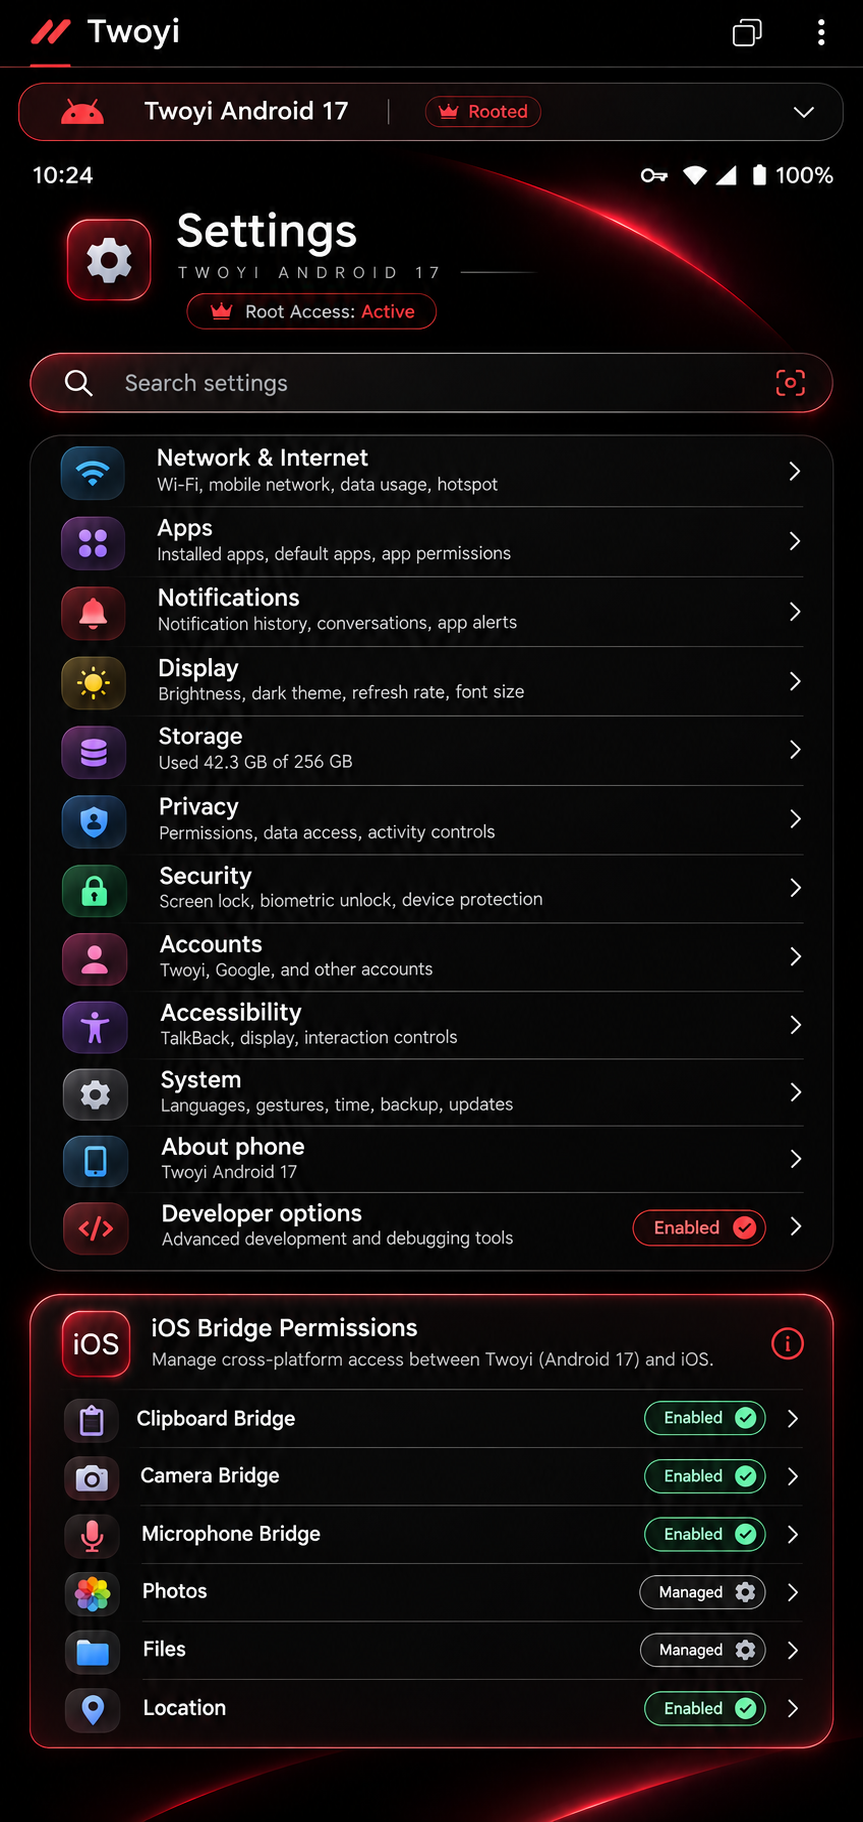 Twoyi
Twoyi Android 17 | Rooted
10:24 100%
Settings
TWOYI ANDROID 17
Root Access: Active
Search settings
Network & Internet
Wi-Fi, mobile network, data usage, hotspot
Apps
Installed apps, default apps, app permissions
Notifications
Notification history, conversations, app alerts
Display
Brightness, dark theme, refresh rate, font size
Storage
Used 42.3 GB of 256 GB
Privacy
Permissions, data access, activity controls
Security
Screen lock, biometric unlock, device protection
Accounts
Twoyi, Google, and other accounts
Accessibility
TalkBack, display, interaction controls
System
Languages, gestures, time, backup, updates
About phone
Twoyi Android 17
Developer options
Advanced development and debugging tools
Enabled
iOS
iOS Bridge Permissions
Manage cross-platform access between Twoyi (Android 17) and iOS.
Clipboard Bridge Enabled
Camera Bridge Enabled
Microphone Bridge Enabled
Photos Managed
Files Managed
Location Enabled